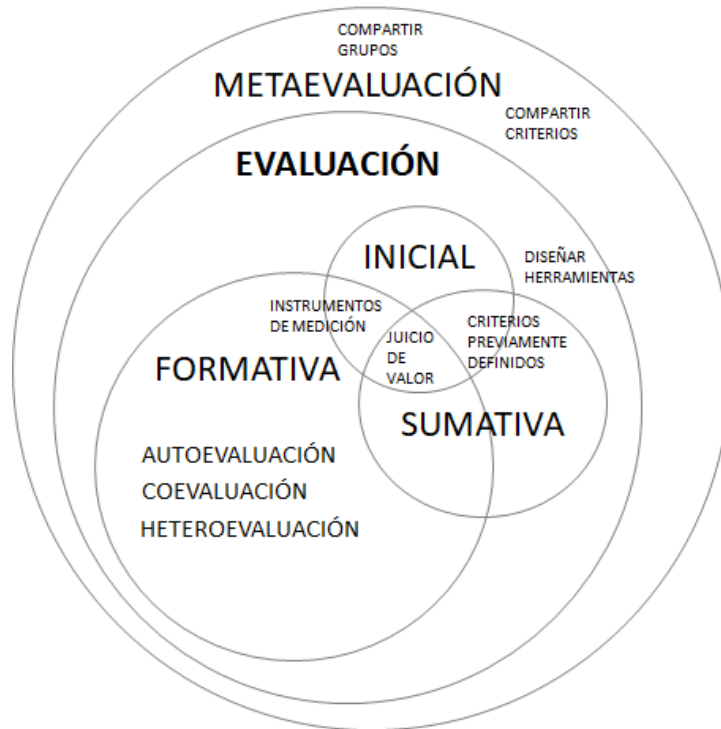 COMPARTIR
GRUPOS
METAEVALUACIÓN
COMPARTIR
CRITERIOS
EVALUACIÓN
INICIAL
DISEÑAR
HERRAMIENTAS
INSTRUMENTOS
DE MEDICIÓN
JUICIO
DE
VALOR
CRITERIOS
PREVIAMENTE
DEFINIDOS
FORMATIVA
SUMATIVA
AUTOEVALUACIÓN
COEVALUACIÓN
HETEROEVALUACIÓN